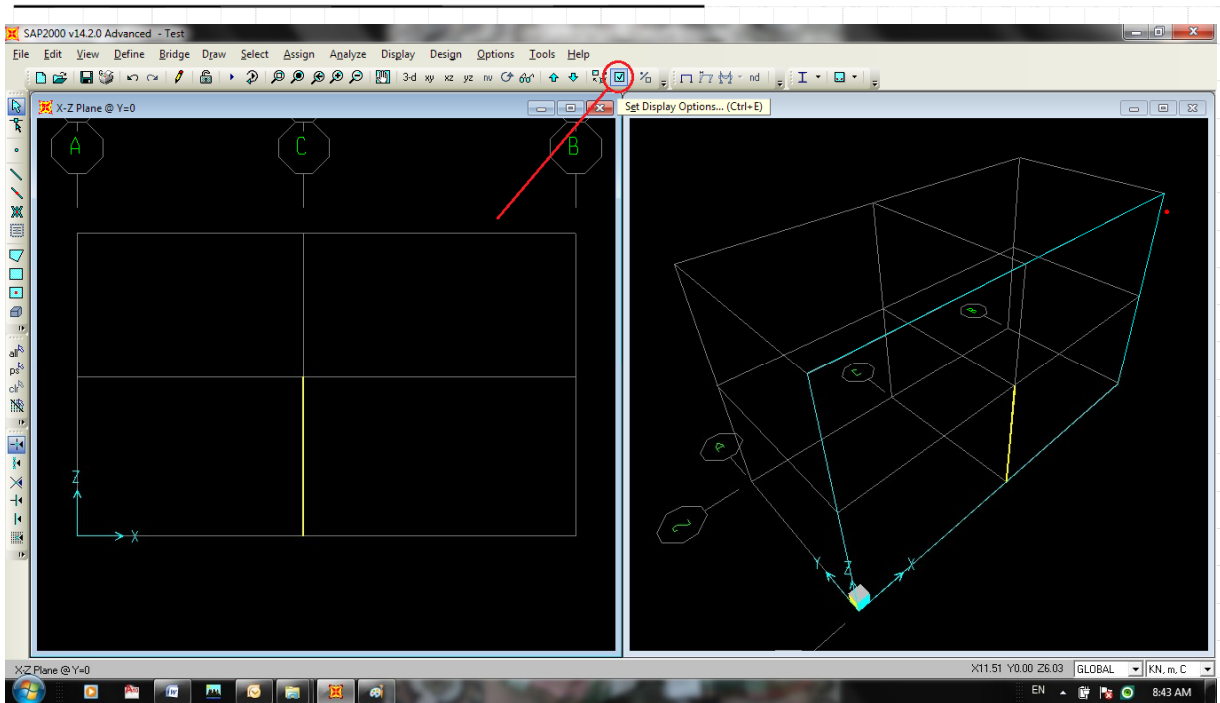 SAP2000 v14.2.0 Advanced - Test
File Edit View Define Bridge Draw Select Assign Analyze Display Design Options Tools Help
3-d xy xz yz nv nd
Set Display Options... (Ctrl+E)
X-Z Plane @ Y=0
A C B
Z
X
B
C
A
2
Y Z X
all
ps
clr
X-Z Plane @ Y=0
X11.51 Y0.00 Z6.03 GLOBAL KN, m, C
EN 8:43 AM